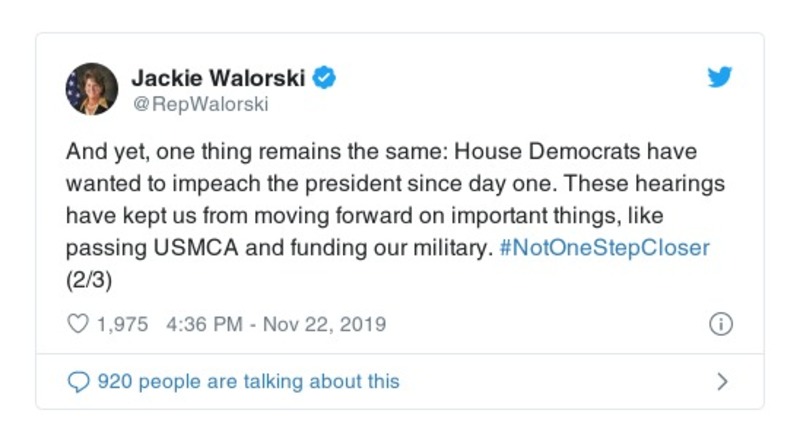 Jackie Walorski
@RepWalorski
And yet, one thing remains the same: House Democrats have
wanted to impeach the president since day one. These hearings
have kept us from moving forward on important things, like
passing USMCA and funding our military. #NotOneStepCloser
(2/3)
1,975 4:36 PM - Nov 22, 2019
920 people are talking about this